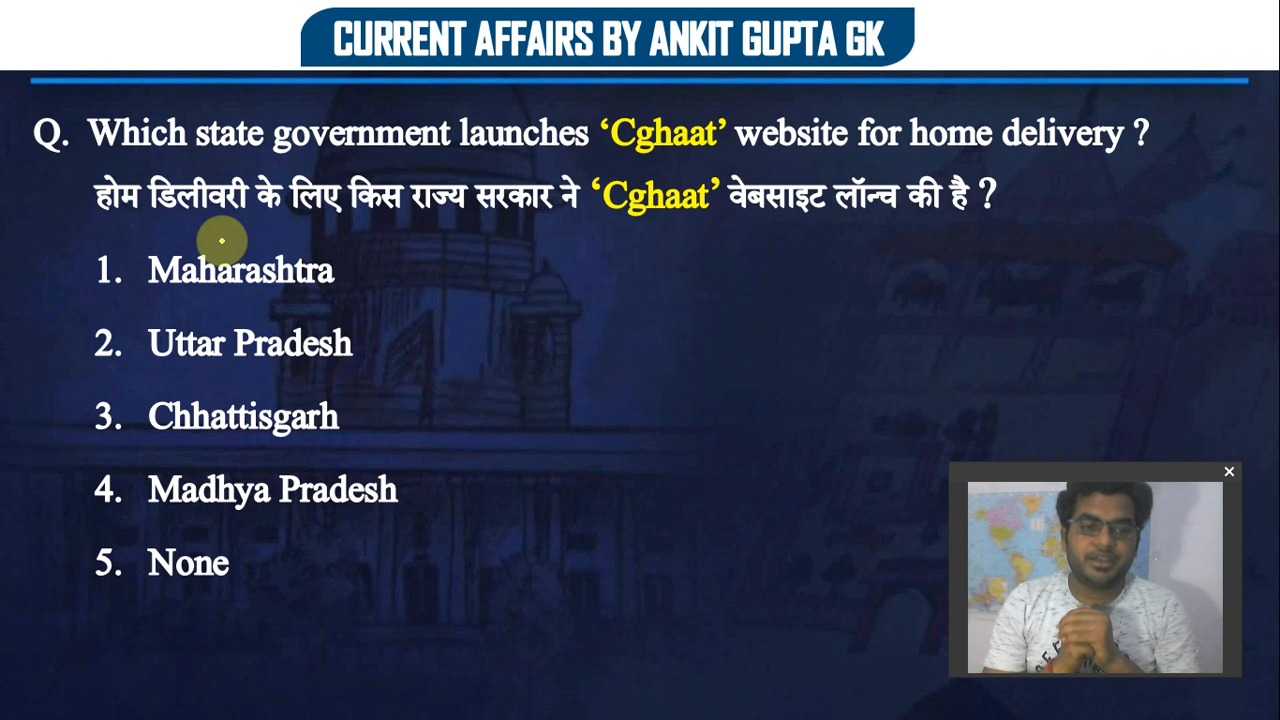 CURRENT AFFAIRS BY ANKIT GUPTA GK
Q. Which state government launches ‘Cghaat’ website for home delivery ?
होम डिलीवरी के लिए किस राज्य सरकार ने ‘Cghaat’ वेबसाइट लॉन्च की है ?
1. Maharashtra
2. Uttar Pradesh
3. Chhattisgarh
4. Madhya Pradesh
5. None